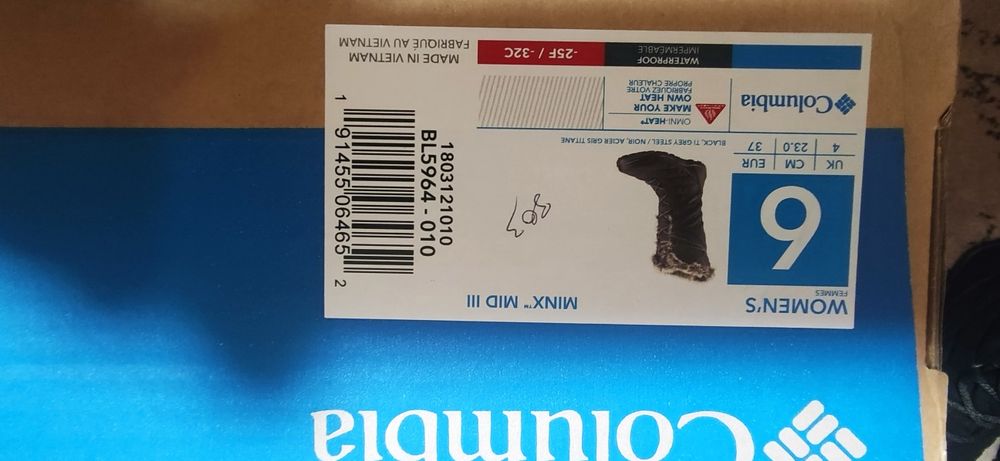 Columbia
WOMEN'S
FEMMES
MINX™ MID III
6
UK CM EUR
4 23.0 37
BLACK, TI GREY STEEL / NOIR, ACIER GRIS TITANE
Columbia
OMNI-HEAT®
MAKE YOUR
OWN HEAT
FABRIQUEZ VOTRE
PROPRE CHALEUR
WATERPROOF
IMPERMÉABLE
-25F / -32C
1803121010
BL5964 - 010
1 91455 06465 2
MADE IN VIETNAM
FABRIQUÉ AU VIETNAM